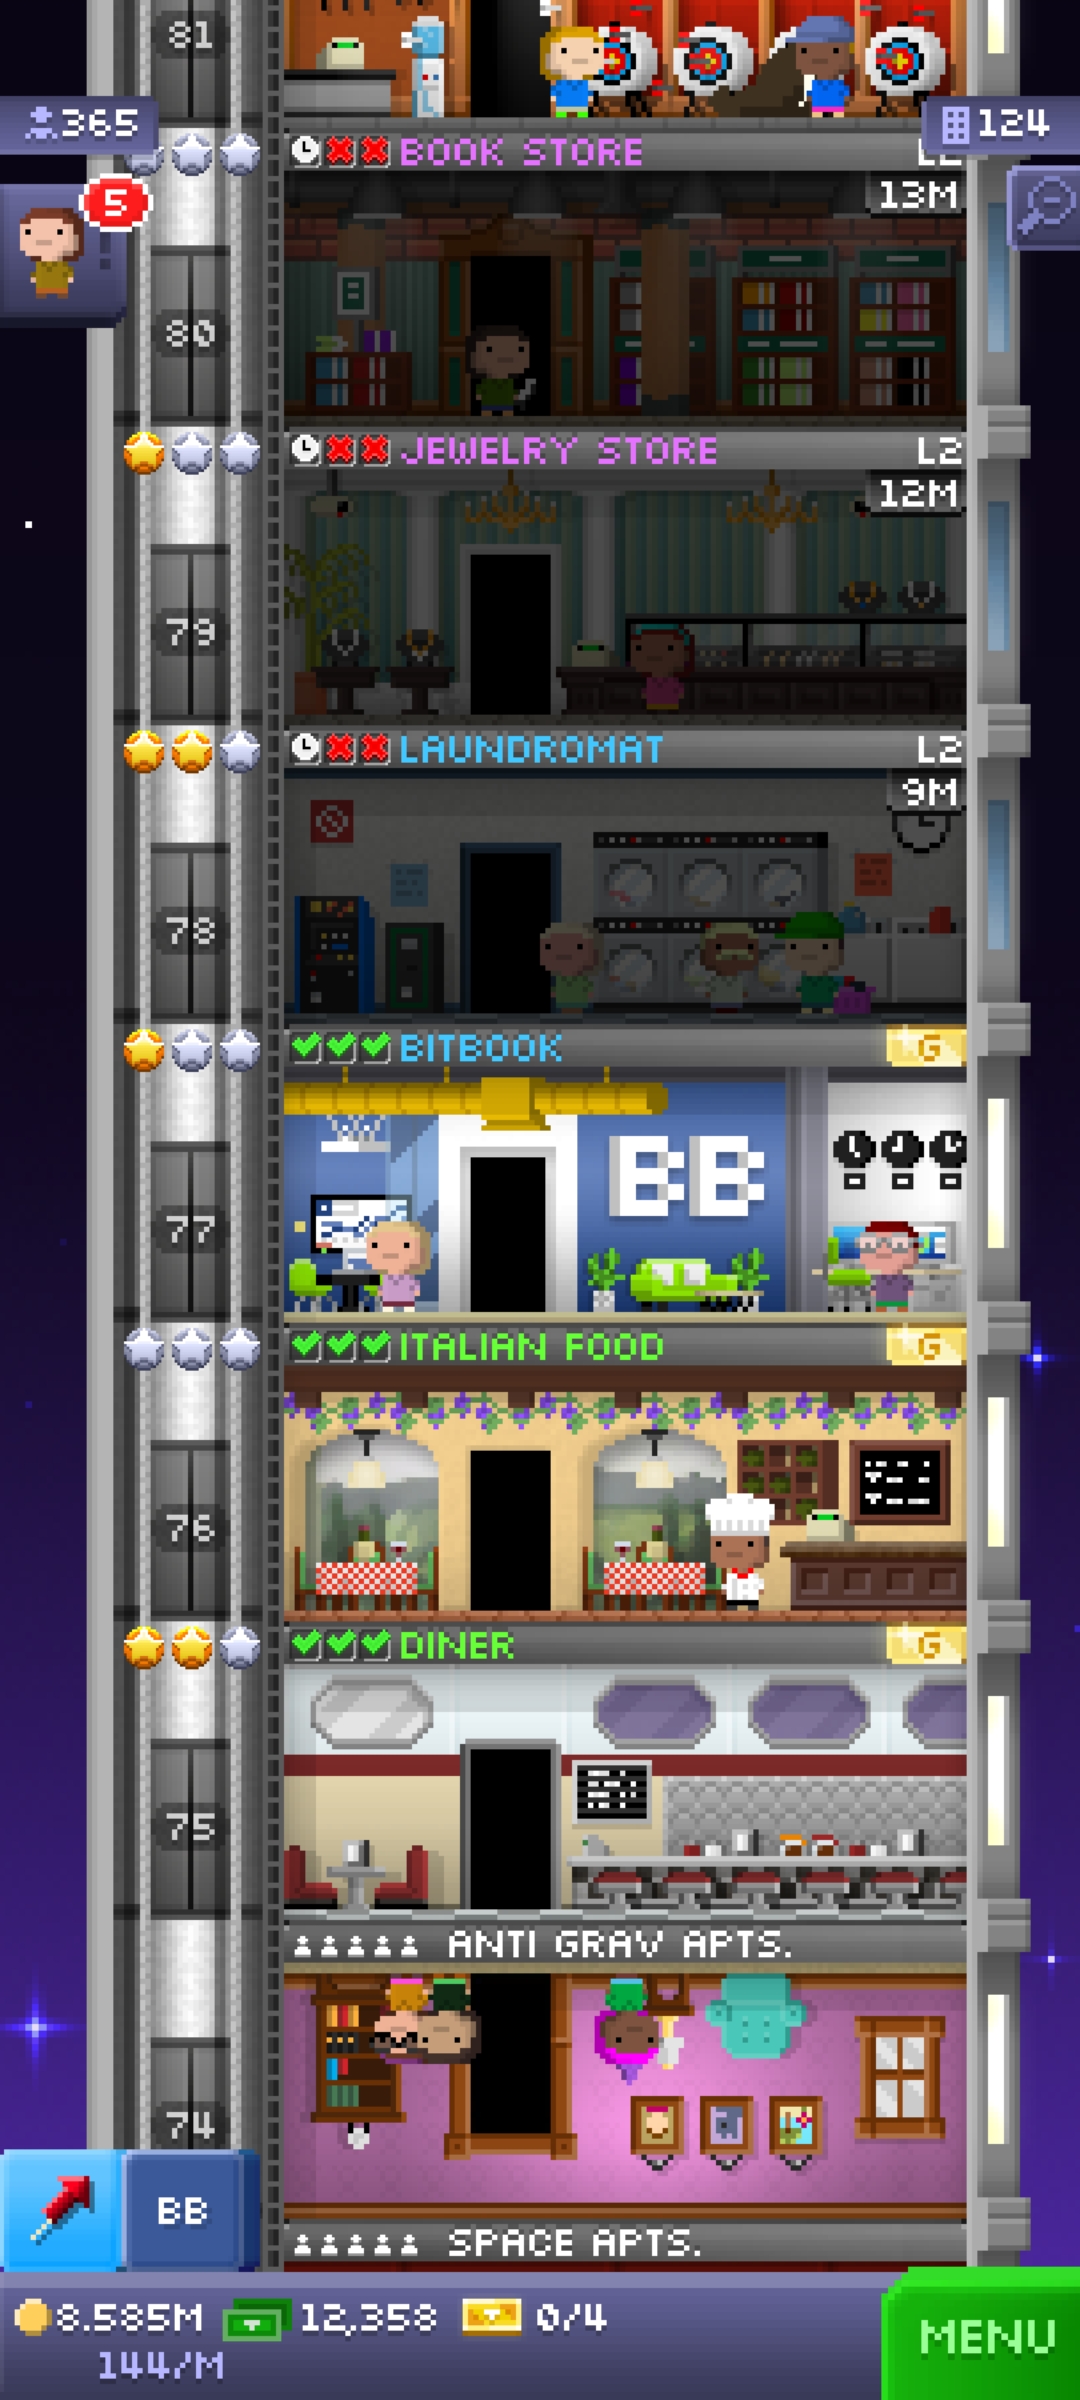 81
365
124
BOOK STORE
13M
5
80
JEWELRY STORE L2
12M
79
LAUNDROMAT L2
9M
78
BITBOOK G
BB
77
ITALIAN FOOD G
76
DINER G
75
ANTI GRAV APTS.
74
BB
SPACE APTS.
8.585M 12,358 0/4
144/M
MENU